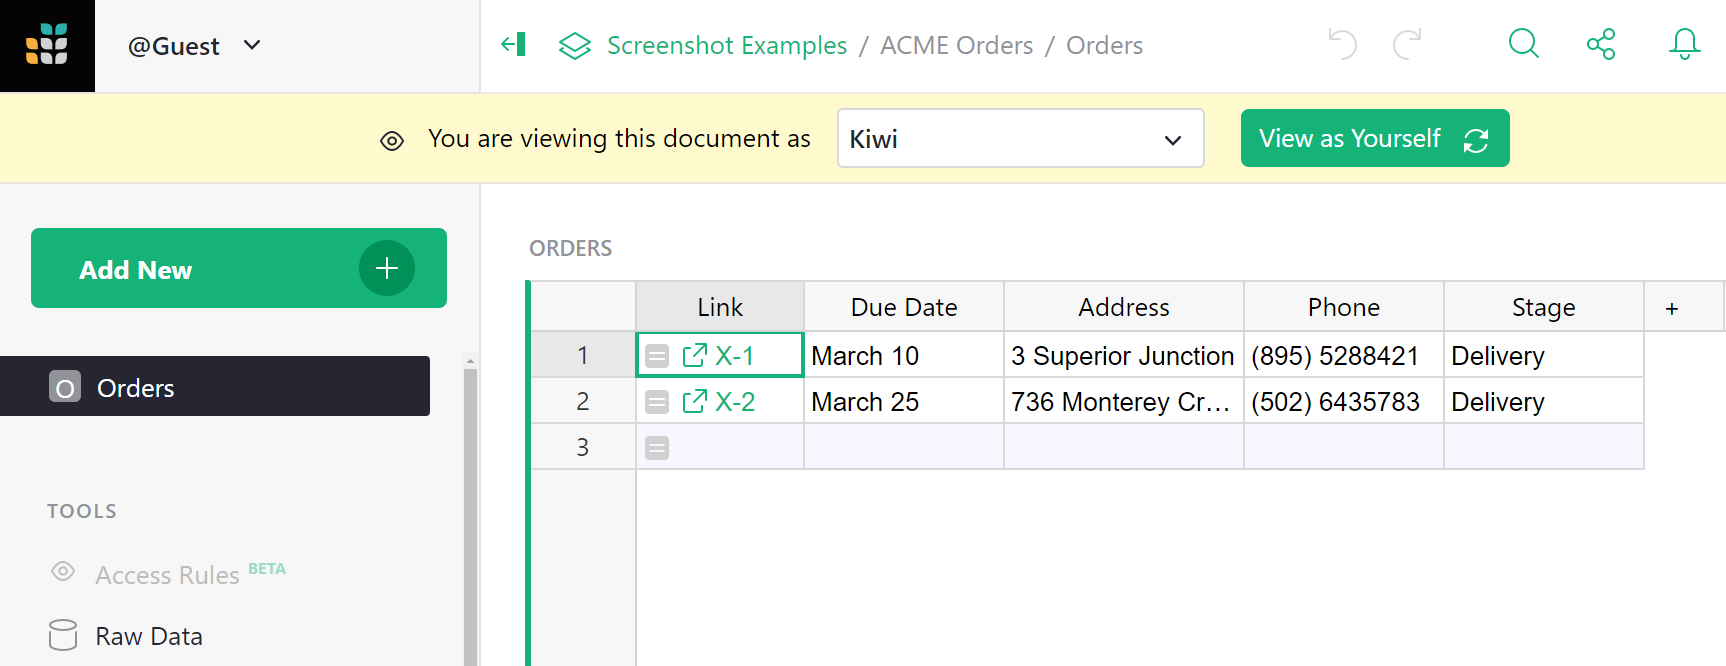 @Guest
Screenshot Examples / ACME Orders / Orders
You are viewing this document as Kiwi View as Yourself
Add New +
O Orders
TOOLS
Access Rules BETA
Raw Data
ORDERS
Link Due Date Address Phone Stage +
1 X-1 March 10 3 Superior Junction (895) 5288421 Delivery
2 X-2 March 25 736 Monterey Cr… (502) 6435783 Delivery
3